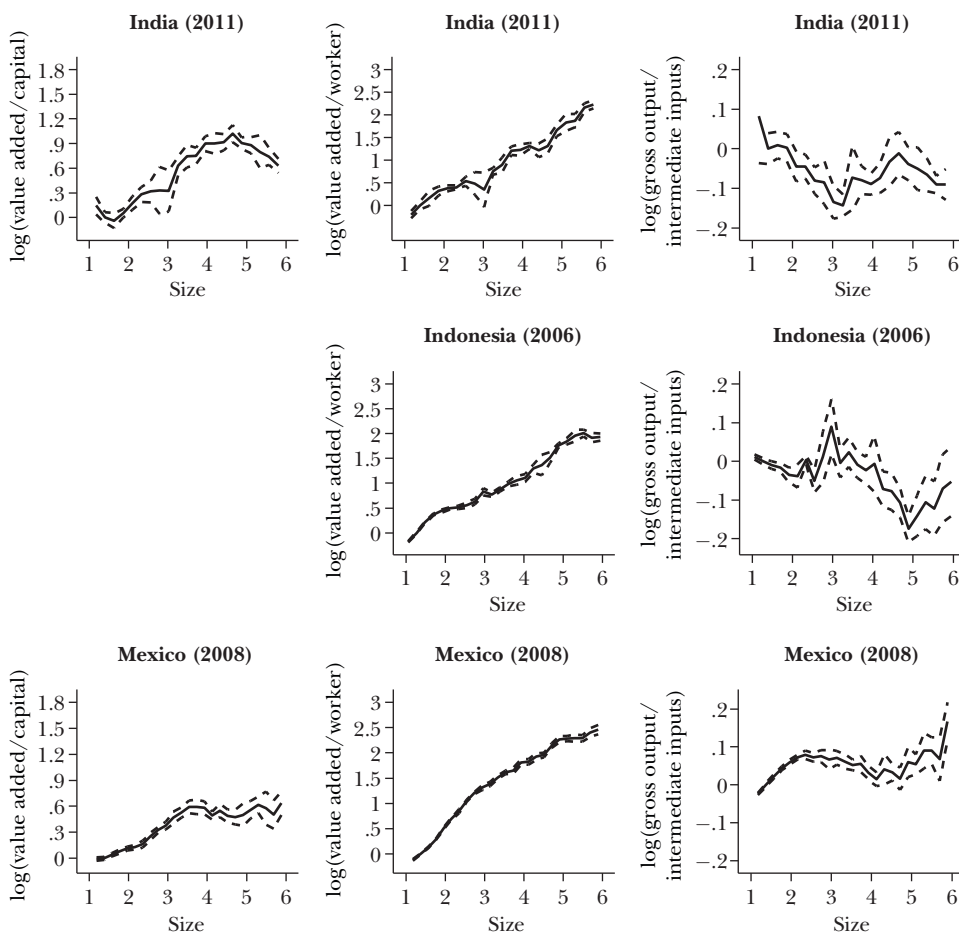 India (2011)
log(value added/capital)
1.8
1.5
1.2
.9
.6
.3
0
1 2 3 4 5 6
Size
India (2011)
log(value added/worker)
3
2.5
2
1.5
1
.5
0
1 2 3 4 5 6
Size
India (2011)
log(gross output/
intermediate inputs)
.2
.1
0
−.1
−.2
1 2 3 4 5 6
Size
Indonesia (2006)
log(value added/worker)
3
2.5
2
1.5
1
.5
0
1 2 3 4 5 6
Size
Indonesia (2006)
log(gross output/
intermediate inputs)
.2
.1
0
−.1
−.2
1 2 3 4 5 6
Size
Mexico (2008)
log(value added/capital)
1.8
1.5
1.2
.9
.6
.3
0
1 2 3 4 5 6
Size
Mexico (2008)
log(value added/worker)
3
2.5
2
1.5
1
.5
0
1 2 3 4 5 6
Size
Mexico (2008)
log(gross output/
intermediate inputs)
.2
.1
0
−.1
−.2
1 2 3 4 5 6
Size